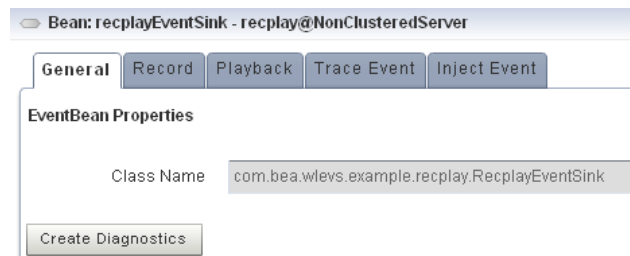 Bean: recplayEventSink - recplay@NonClusteredServer
General Record Playback Trace Event Inject Event
EventBean Properties
Class Name com.bea.wlevs.example.recplay.RecplayEventSink
Create Diagnostics